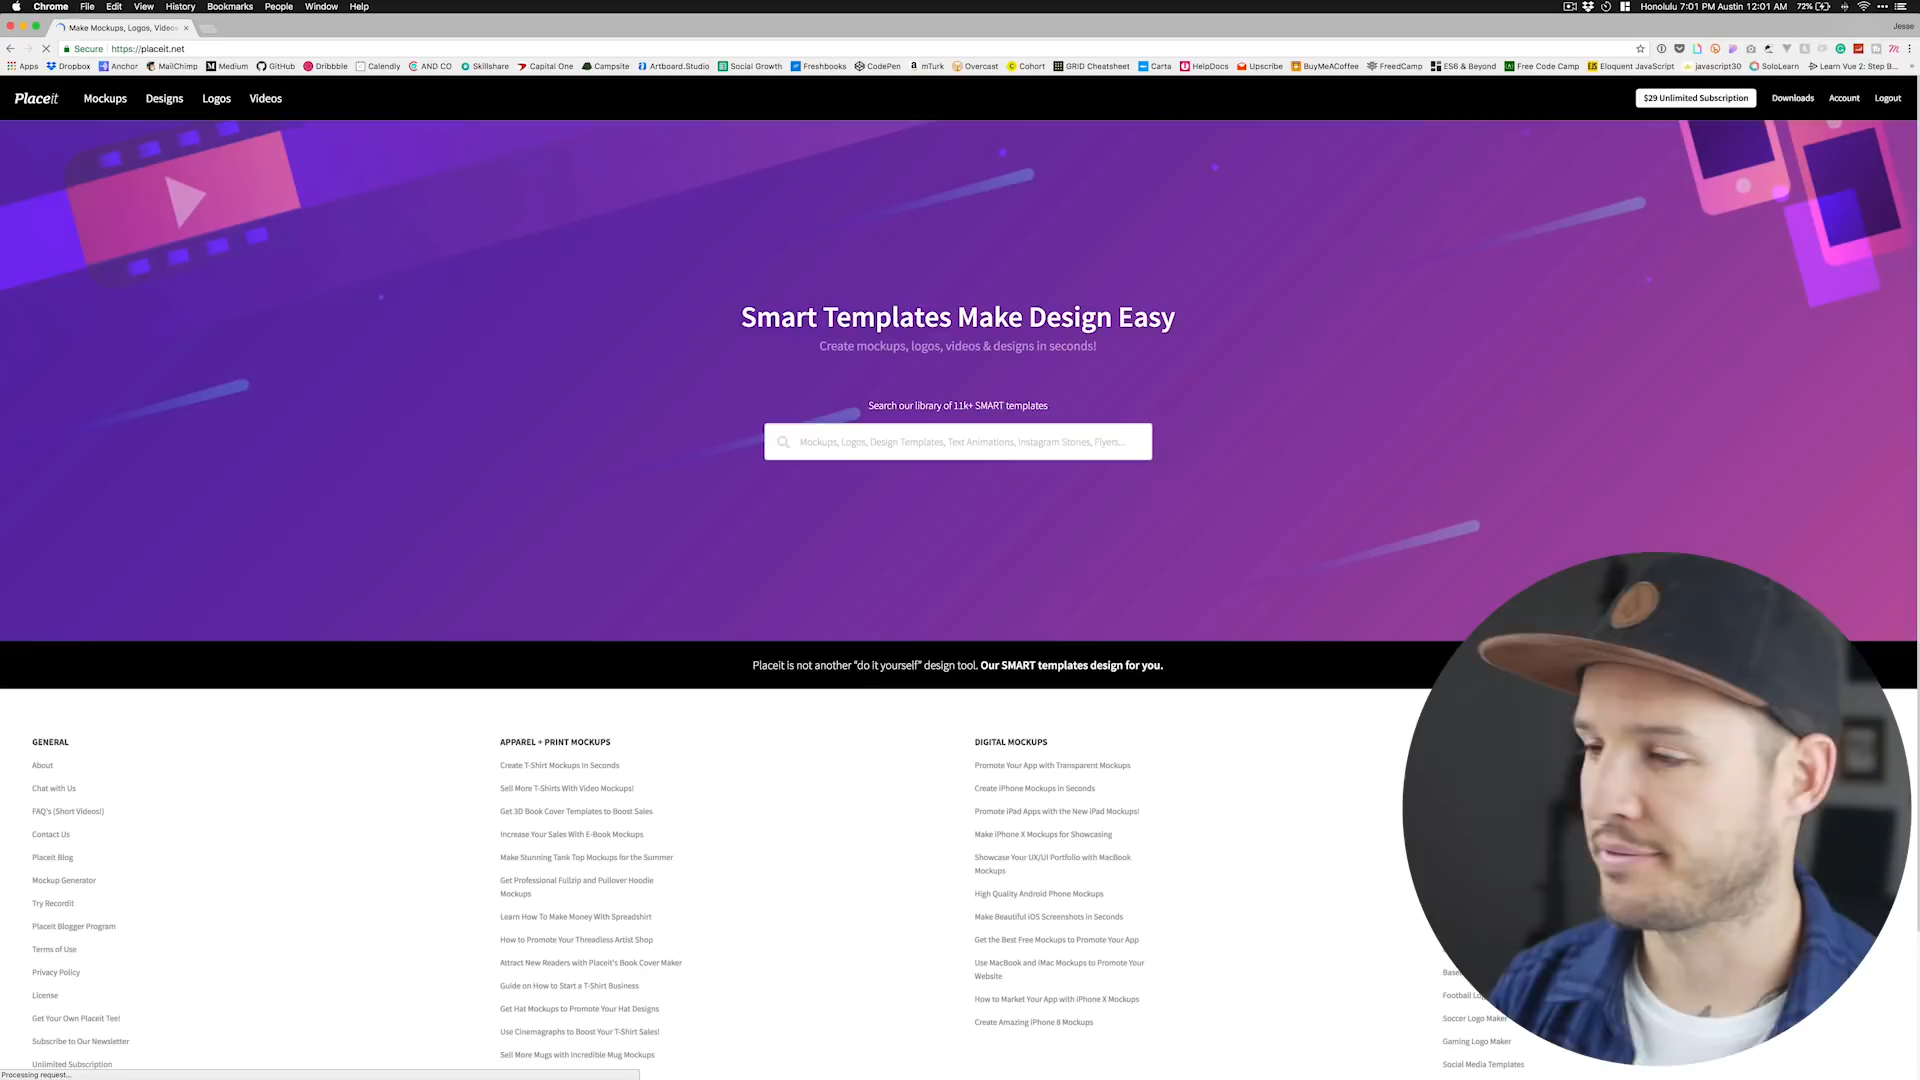 Chrome File Edit View History Bookmarks People Window Help
Honolulu 7:01 PM Austin 12:01 AM 72%
Make Mockups, Logos, Videos
Jesse
Secure https://placeit.net
Apps Dropbox Anchor MailChimp Medium GitHub Dribbble Calendly AND CO Skillshare Capital One Campsite Artboard.Studio Social Growth Freshbooks CodePen mTurk Overcast Cohort GRID Cheatsheet Carta HelpDocs Upscribe BuyMeACoffee FreedCamp ES6 & Beyond Free Code Camp Eloquent JavaScript javascript30 SoloLearn Learn Vue 2: Step B...
Placeit Mockups Designs Logos Videos
$29 Unlimited Subscription Downloads Account Logout
Smart Templates Make Design Easy
Create mockups, logos, videos & designs in seconds!
Search our library of 11k+ SMART templates
Mockups, Logos, Design Templates, Text Animations, Instagram Stories, Flyers...
Placeit is not another “do it yourself” design tool. Our SMART templates design for you.
GENERAL
About
Chat with Us
FAQ's (Short Videos!)
Contact Us
Placeit Blog
Mockup Generator
Try Recordit
Placeit Blogger Program
Terms of Use
Privacy Policy
License
Get Your Own Placeit Tee!
Subscribe to Our Newsletter
Unlimited Subscription
APPAREL + PRINT MOCKUPS
Create T-Shirt Mockups in Seconds
Sell More T-Shirts With Video Mockups!
Get 3D Book Cover Templates to Boost Sales
Increase Your Sales With E-Book Mockups
Make Stunning Tank Top Mockups for the Summer
Get Professional Fullzip and Pullover Hoodie
Mockups
Learn How To Make Money With Spreadshirt
How to Promote Your Threadless Artist Shop
Attract New Readers with Placeit's Book Cover Maker
Guide on How to Start a T-Shirt Business
Get Hat Mockups to Promote Your Hat Designs
Use Cinemagraphs to Boost Your T-Shirt Sales!
Sell More Mugs with Incredible Mug Mockups
DIGITAL MOCKUPS
Promote Your App with Transparent Mockups
Create iPhone Mockups in Seconds
Promote iPad Apps with the New iPad Mockups!
Make iPhone X Mockups for Showcasing
Showcase Your UX/UI Portfolio with MacBook
Mockups
High Quality Android Phone Mockups
Make Beautiful iOS Screenshots in Seconds
Get the Best Free Mockups to Promote Your App
Use MacBook and iMac Mockups to Promote Your
Website
How to Market Your App with iPhone X Mockups
Create Amazing iPhone 8 Mockups
Football
Soccer Logo Maker
Gaming Logo Maker
Social Media Templates
Processing request...